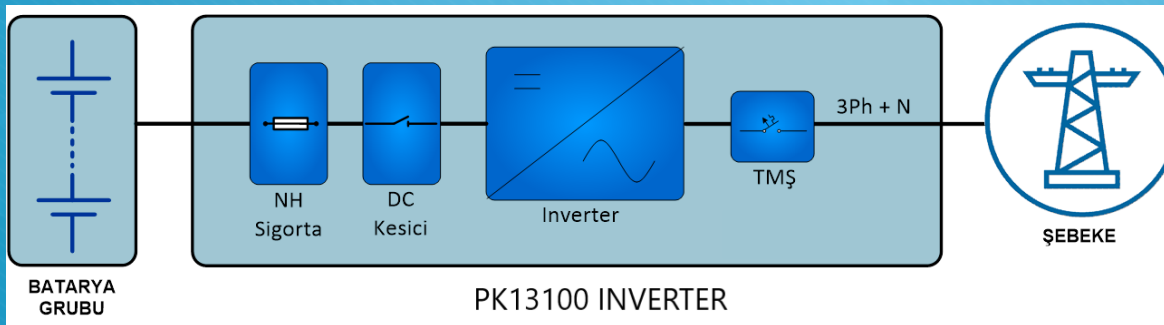 BATARYA
GRUBU
NH
Sigorta
DC
Kesici
Inverter
TMŞ
3Ph + N
ŞEBEKE
PK13100 INVERTER